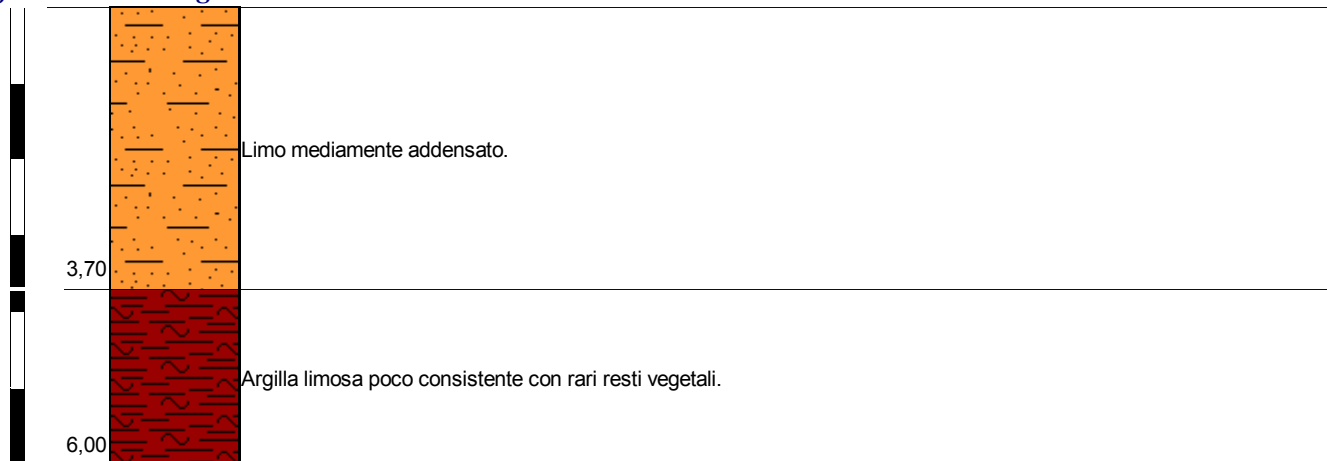 Limo mediamente addensato.
3,70
Argilla limosa poco consistente con rari resti vegetali.
6,00